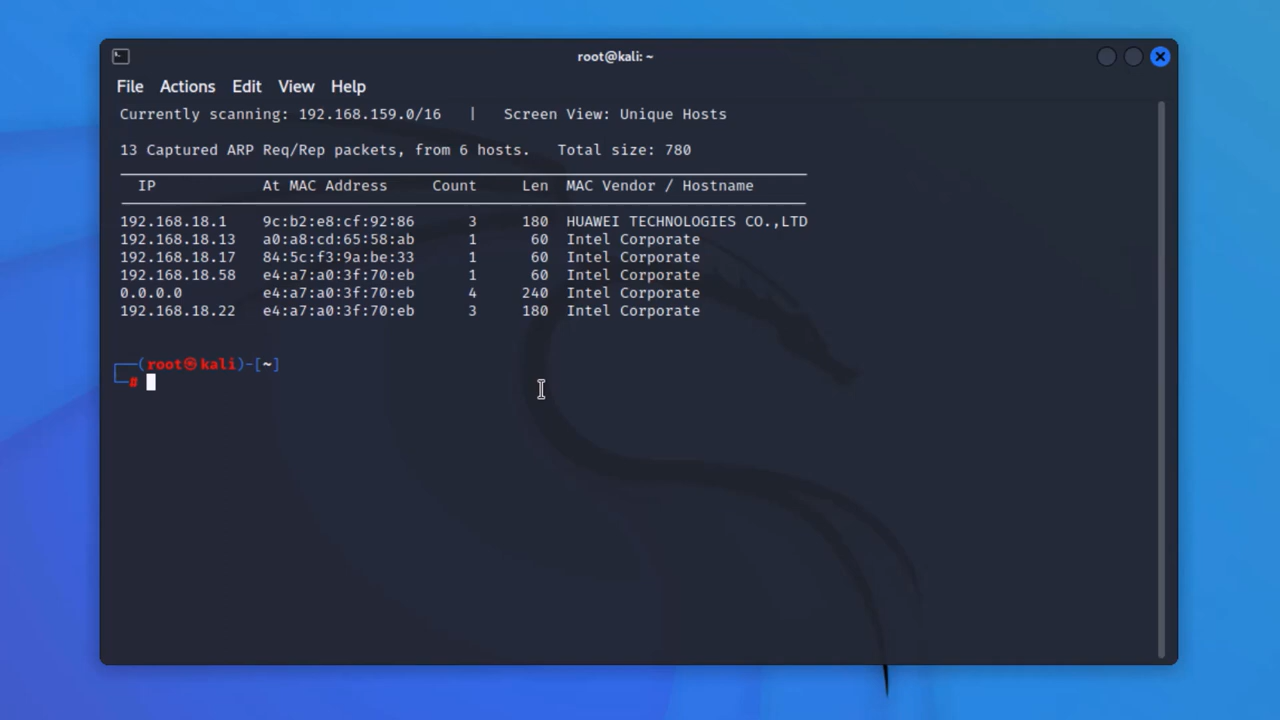 root@kali: ~
File Actions Edit View Help
Currently scanning: 192.168.159.0/16 | Screen View: Unique Hosts
13 Captured ARP Req/Rep packets, from 6 hosts. Total size: 780
IP At MAC Address Count Len MAC Vendor / Hostname
192.168.18.1 9c:b2:e8:cf:92:86 3 180 HUAWEI TECHNOLOGIES CO.,LTD
192.168.18.13 a0:a8:cd:65:58:ab 1 60 Intel Corporate
192.168.18.17 84:5c:f3:9a:be:33 1 60 Intel Corporate
192.168.18.58 e4:a7:a0:3f:70:eb 1 60 Intel Corporate
0.0.0.0 e4:a7:a0:3f:70:eb 4 240 Intel Corporate
192.168.18.22 e4:a7:a0:3f:70:eb 3 180 Intel Corporate
┌──(root㉿kali)-[~]
└─#